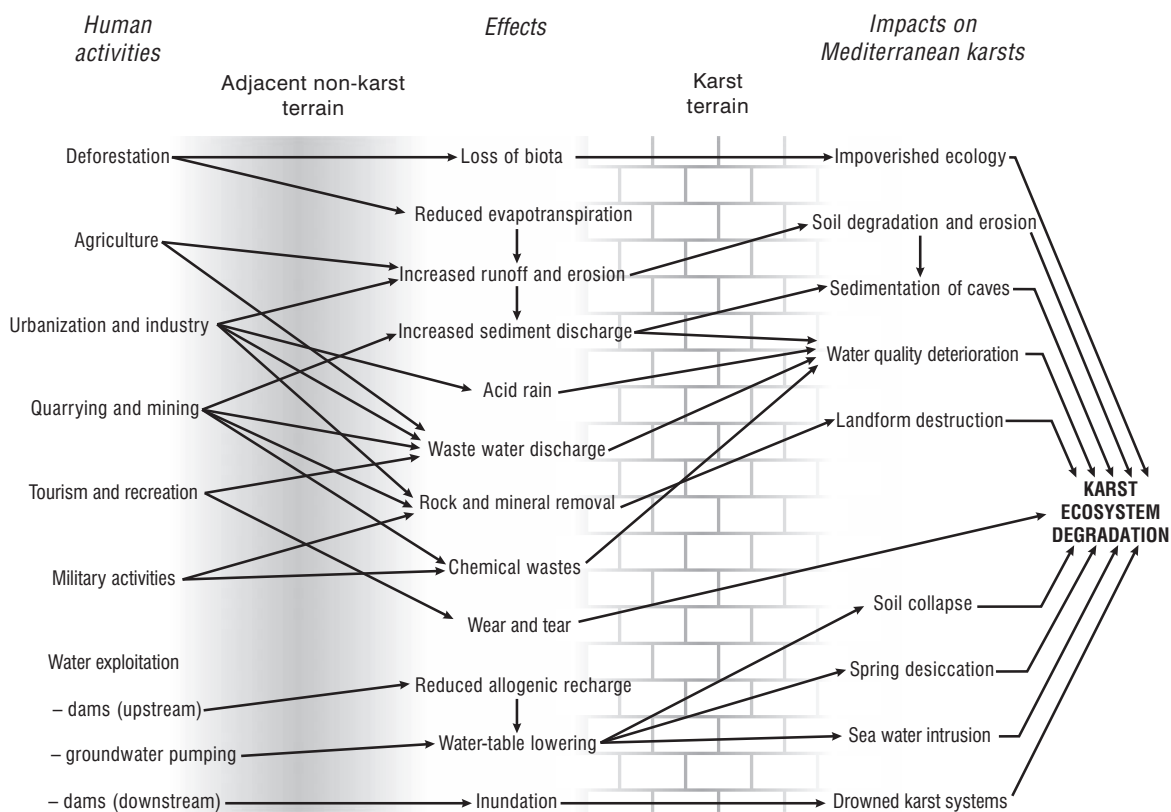 Human
activities
Effects
Impacts on
Mediterranean karsts
Adjacent non-karst
terrain
Karst
terrain
Deforestation
Loss of biota
Impoverished ecology
Reduced evapotranspiration
Soil degradation and erosion
Agriculture
Increased runoff and erosion
Sedimentation of caves
Urbanization and industry
Increased sediment discharge
Water quality deterioration
Acid rain
Quarrying and mining
Landform destruction
Waste water discharge
Tourism and recreation
Rock and mineral removal
KARST
ECOSYSTEM
DEGRADATION
Military activities
Chemical wastes
Soil collapse
Wear and tear
Water exploitation
Spring desiccation
Reduced allogenic recharge
– dams (upstream)
Sea water intrusion
Water-table lowering
– groundwater pumping
– dams (downstream)
Inundation
Drowned karst systems